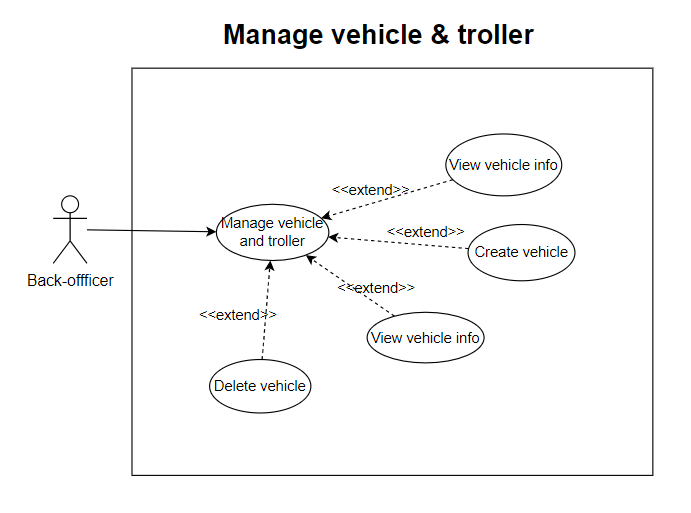 Manage vehicle & troller
View vehicle info
<<extend>>
Manage vehicle
and troller
<<extend>>
Create vehicle
Back-offficer
<<extend>>
<<extend>>
View vehicle info
Delete vehicle